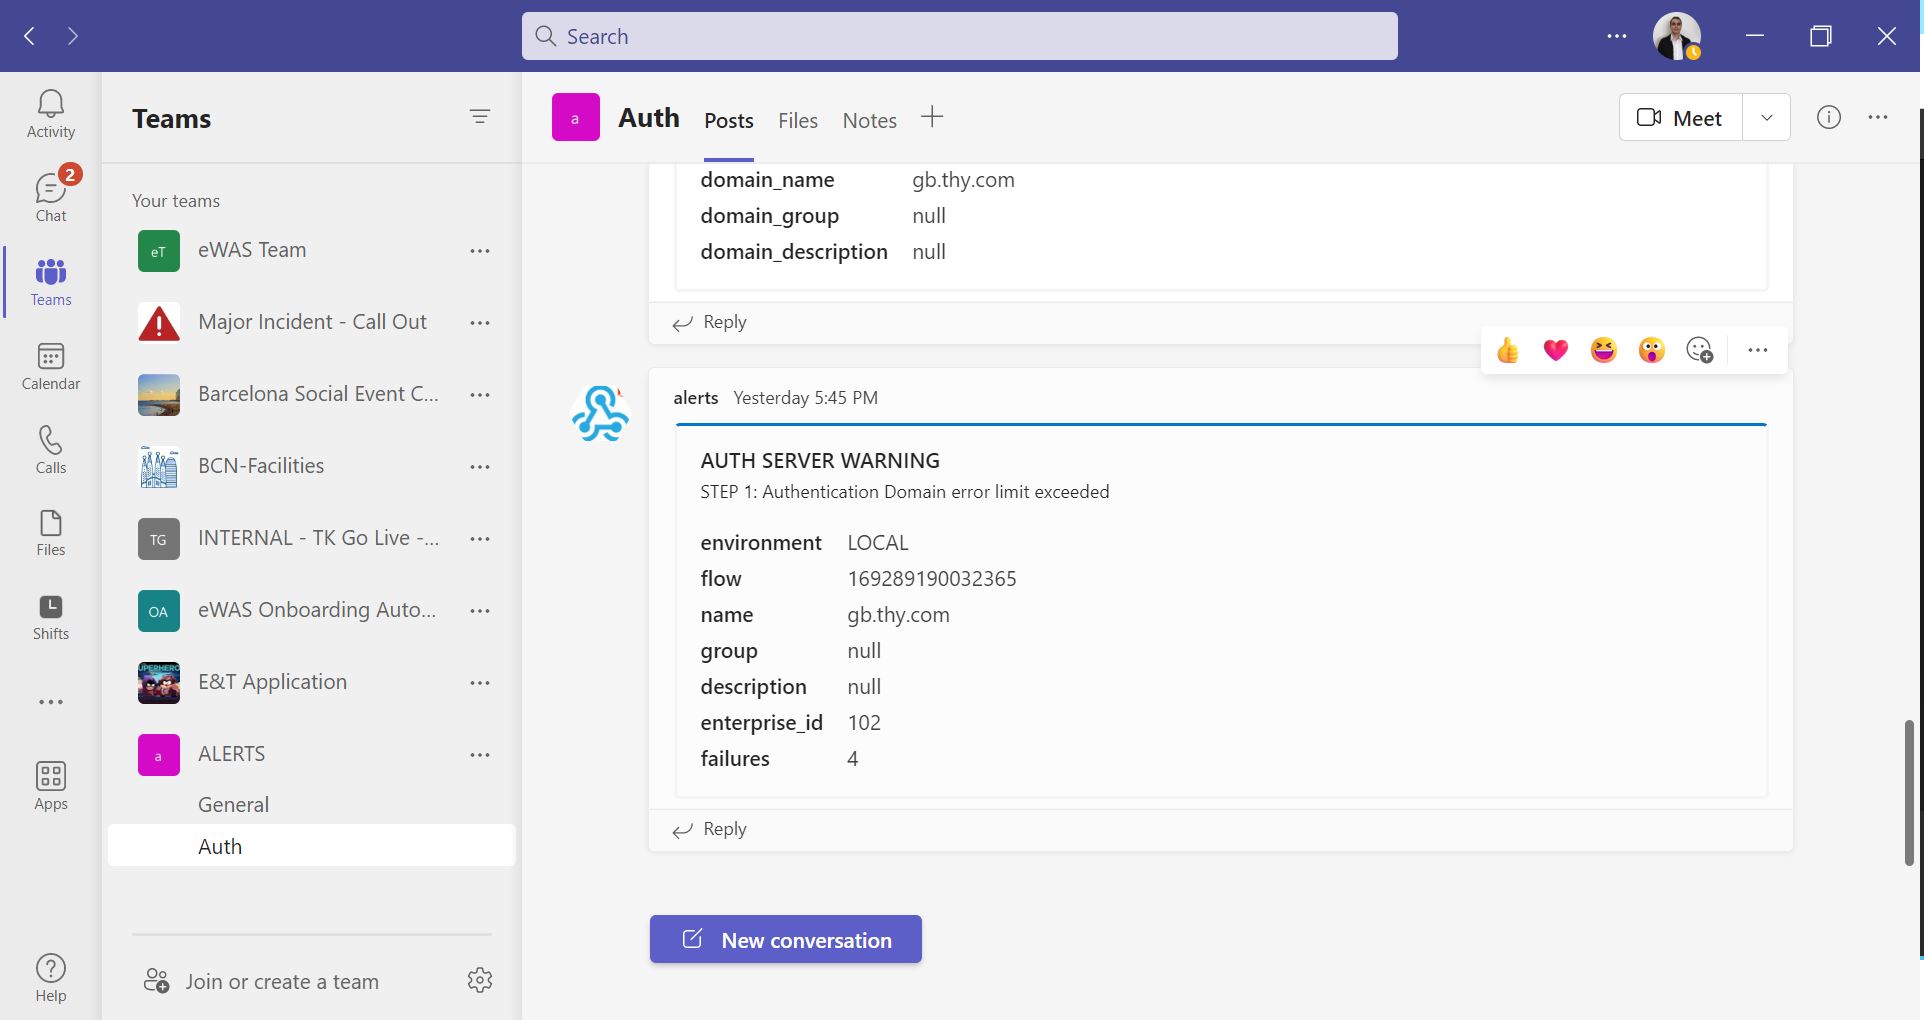 Search
Activity
2
Chat
Teams
Calendar
Calls
Files
Shifts
Apps
Help
Teams
Your teams
eT eWAS Team
Major Incident - Call Out
Barcelona Social Event C...
BCN-Facilities
TG INTERNAL - TK Go Live -...
OA eWAS Onboarding Auto...
E&T Application
a ALERTS
General
Auth
Join or create a team
a Auth Posts Files Notes
Meet
domain_name gb.thy.com
domain_group null
domain_description null
Reply
alerts Yesterday 5:45 PM
AUTH SERVER WARNING
STEP 1: Authentication Domain error limit exceeded
environment LOCAL
flow 169289190032365
name gb.thy.com
group null
description null
enterprise_id 102
failures 4
Reply
New conversation